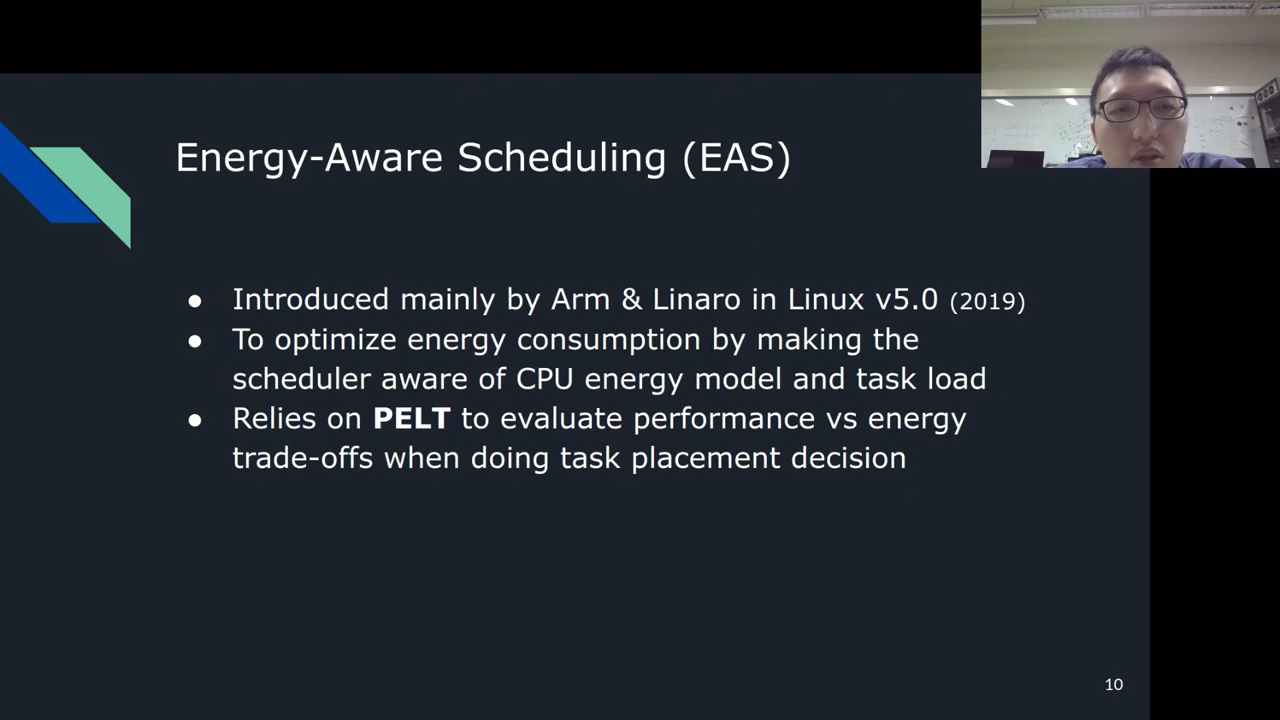 Energy-Aware Scheduling (EAS)
● Introduced mainly by Arm & Linaro in Linux v5.0 (2019)
● To optimize energy consumption by making the
scheduler aware of CPU energy model and task load
● Relies on PELT to evaluate performance vs energy
trade-offs when doing task placement decision
10